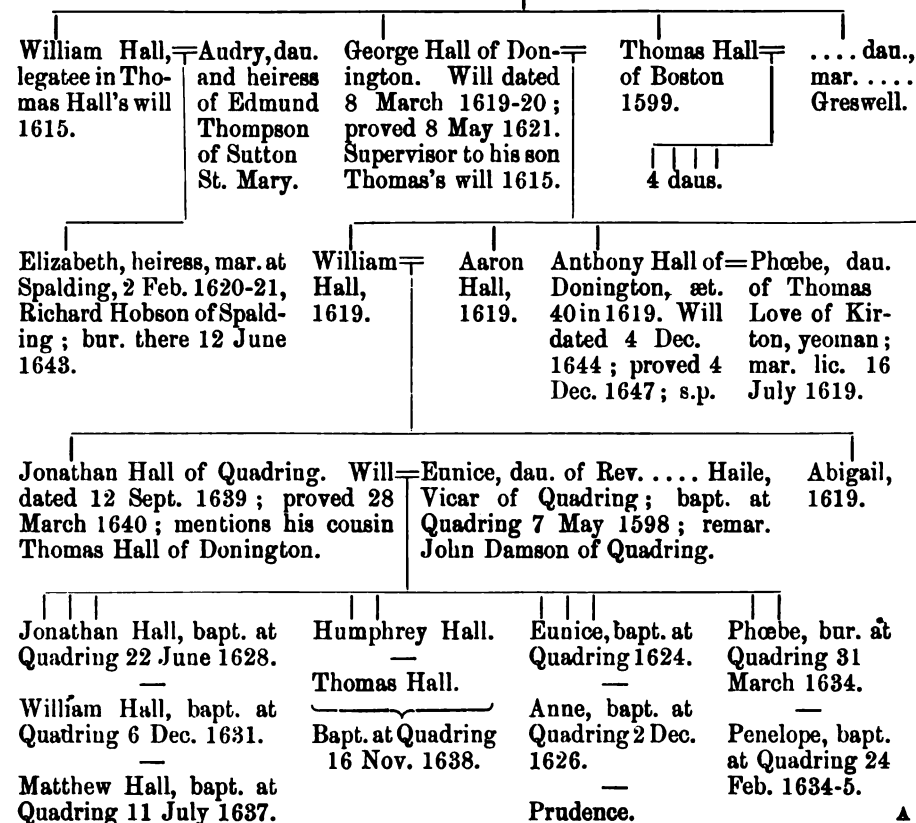 William Hall,
legatee in Tho-
mas Hall's will
1615.
Audry, dau.
and heiress
of Edmund
Thompson
of Sutton
St. Mary.
George Hall of Don-
ington. Will dated
8 March 1619-20;
proved 8 May 1621.
Supervisor to his son
Thomas's will 1615.
Thomas Hall
of Boston
1599.
4 daus.
.... dau.,
mar. .....
Greswell.
Elizabeth, heiress, mar. at
Spalding, 2 Feb. 1620-21,
Richard Hobson of Spald-
ing; bur. there 12 June
1643.
William
Hall,
1619.
Aaron
Hall,
1619.
Anthony Hall of
Donington, æt.
40 in 1619. Will
dated 4 Dec.
1644; proved 4
Dec. 1647; s.p.
Phœbe, dau.
of Thomas
Love of Kir-
ton, yeoman;
mar. lic. 16
July 1619.
Jonathan Hall of Quadring. Will
dated 12 Sept. 1639; proved 28
March 1640; mentions his cousin
Thomas Hall of Donington.
Eunice, dau. of Rev. .... Haile,
Vicar of Quadring; bapt. at
Quadring 7 May 1598; remar.
John Damson of Quadring.
Abigail,
1619.
Jonathan Hall, bapt. at
Quadring 22 June 1628.
—
William Hall, bapt. at
Quadring 6 Dec. 1631.
—
Matthew Hall, bapt. at
Quadring 11 July 1637.
Humphrey Hall.
—
Thomas Hall.
Bapt. at Quadring
16 Nov. 1638.
Eunice, bapt. at
Quadring 1624.
—
Anne, bapt. at
Quadring 2 Dec.
1626.
—
Prudence.
Phœbe, bur. at
Quadring 31
March 1634.
—
Penelope, bapt.
at Quadring 24
Feb. 1634-5.
A